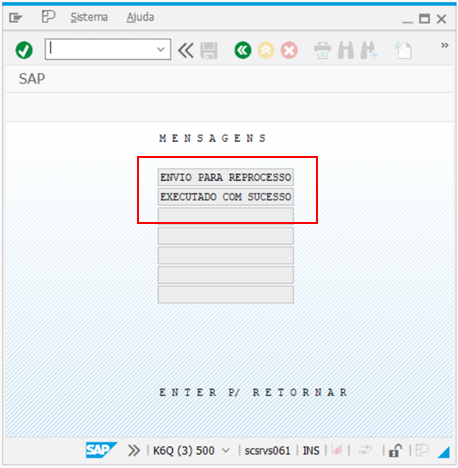 Sistema Ajuda
SAP
M E N S A G E N S
ENVIO PARA REPROCESSO
EXECUTADO COM SUCESSO
E N T E R P/ R E T O R N A R
SAP K6Q (3) 500 scsrvs061 INS